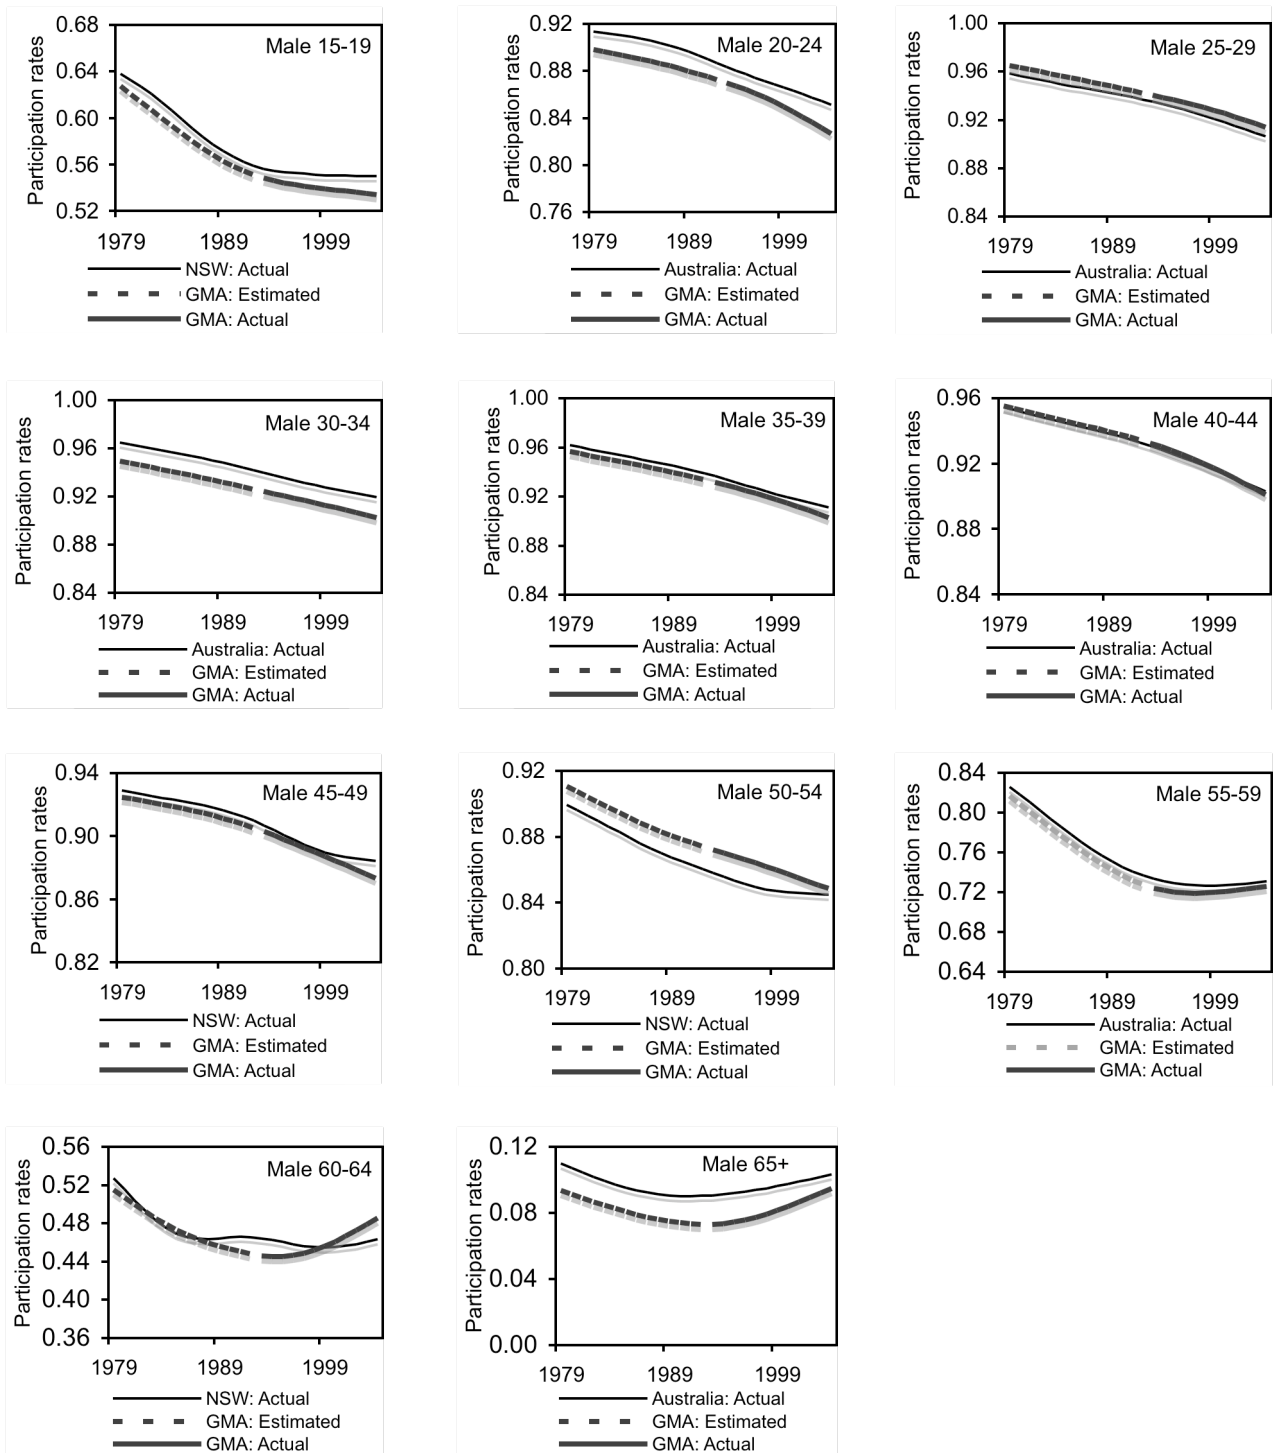 Male 15-19
Participation rates
0.68
0.64
0.60
0.56
0.52
1979 1989 1999
NSW: Actual
GMA: Estimated
GMA: Actual
Male 20-24
Participation rates
0.92
0.88
0.84
0.80
0.76
1979 1989 1999
Australia: Actual
GMA: Estimated
GMA: Actual
Male 25-29
Participation rates
1.00
0.96
0.92
0.88
0.84
1979 1989 1999
Australia: Actual
GMA: Estimated
GMA: Actual
Male 30-34
Participation rates
1.00
0.96
0.92
0.88
0.84
1979 1989 1999
Australia: Actual
GMA: Estimated
GMA: Actual
Male 35-39
Participation rates
1.00
0.96
0.92
0.88
0.84
1979 1989 1999
Australia: Actual
GMA: Estimated
GMA: Actual
Male 40-44
Participation rates
0.96
0.92
0.88
0.84
1979 1989 1999
Australia: Actual
GMA: Estimated
GMA: Actual
Male 45-49
Participation rates
0.94
0.90
0.86
0.82
1979 1989 1999
NSW: Actual
GMA: Estimated
GMA: Actual
Male 50-54
Participation rates
0.92
0.88
0.84
0.80
1979 1989 1999
NSW: Actual
GMA: Estimated
GMA: Actual
Male 55-59
Participation rates
0.84
0.80
0.76
0.72
0.68
0.64
1979 1989 1999
Australia: Actual
GMA: Estimated
GMA: Actual
Male 60-64
Participation rates
0.56
0.52
0.48
0.44
0.40
0.36
1979 1989 1999
NSW: Actual
GMA: Estimated
GMA: Actual
Male 65+
Participation rates
0.12
0.08
0.04
0.00
1979 1989 1999
Australia: Actual
GMA: Estimated
GMA: Actual